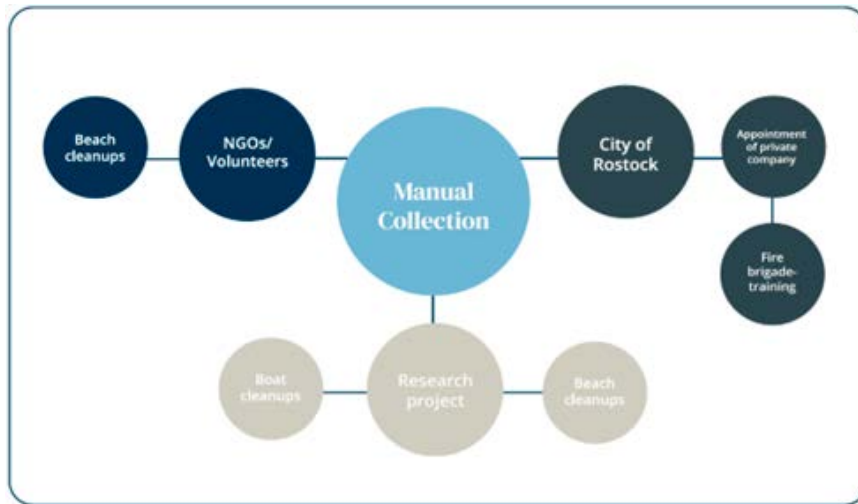 Beach
cleanups
NGOs/
Volunteers
Manual
Collection
City of
Rostock
Appointment
of private
company
Fire
brigade-
training
Boat
cleanups
Research
project
Beach
cleanups